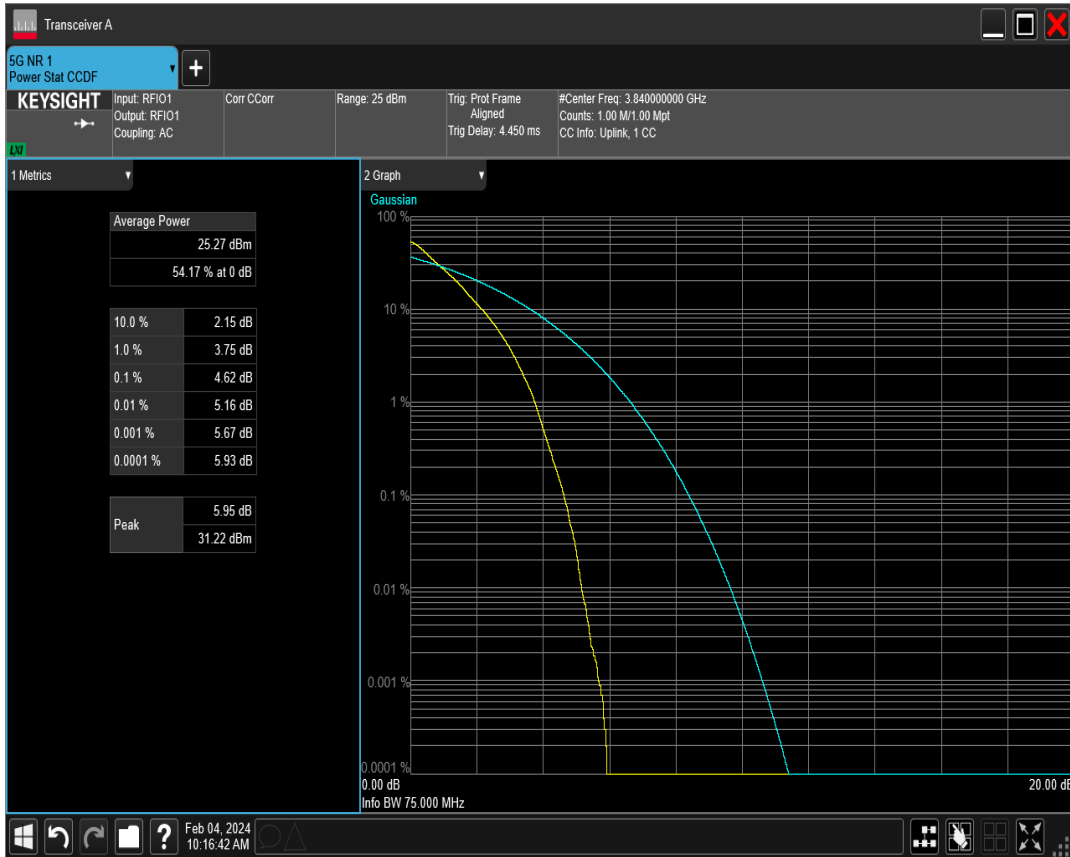 Transceiver A
5G NR 1
Power Stat CCDF
KEYSIGHT
LXI
Input: RFIO1
Output: RFIO1
Coupling: AC
Corr CCorr
Range: 25 dBm
Trig: Prot Frame
Aligned
Trig Delay: 4.450 ms
#Center Freq: 3.840000000 GHz
Counts: 1.00 M/1.00 Mpt
CC Info: Uplink, 1 CC
1 Metrics
Average Power
25.27 dBm
54.17 % at 0 dB
10.0 % 2.15 dB
1.0 % 3.75 dB
0.1 % 4.62 dB
0.01 % 5.16 dB
0.001 % 5.67 dB
0.0001 % 5.93 dB
Peak
5.95 dB
31.22 dBm
2 Graph
Gaussian
100 %
10 %
1 %
0.1 %
0.01 %
0.001 %
0.0001 %
0.00 dB 20.00 dB
Info BW 75.000 MHz
? Feb 04, 2024
10:16:42 AM